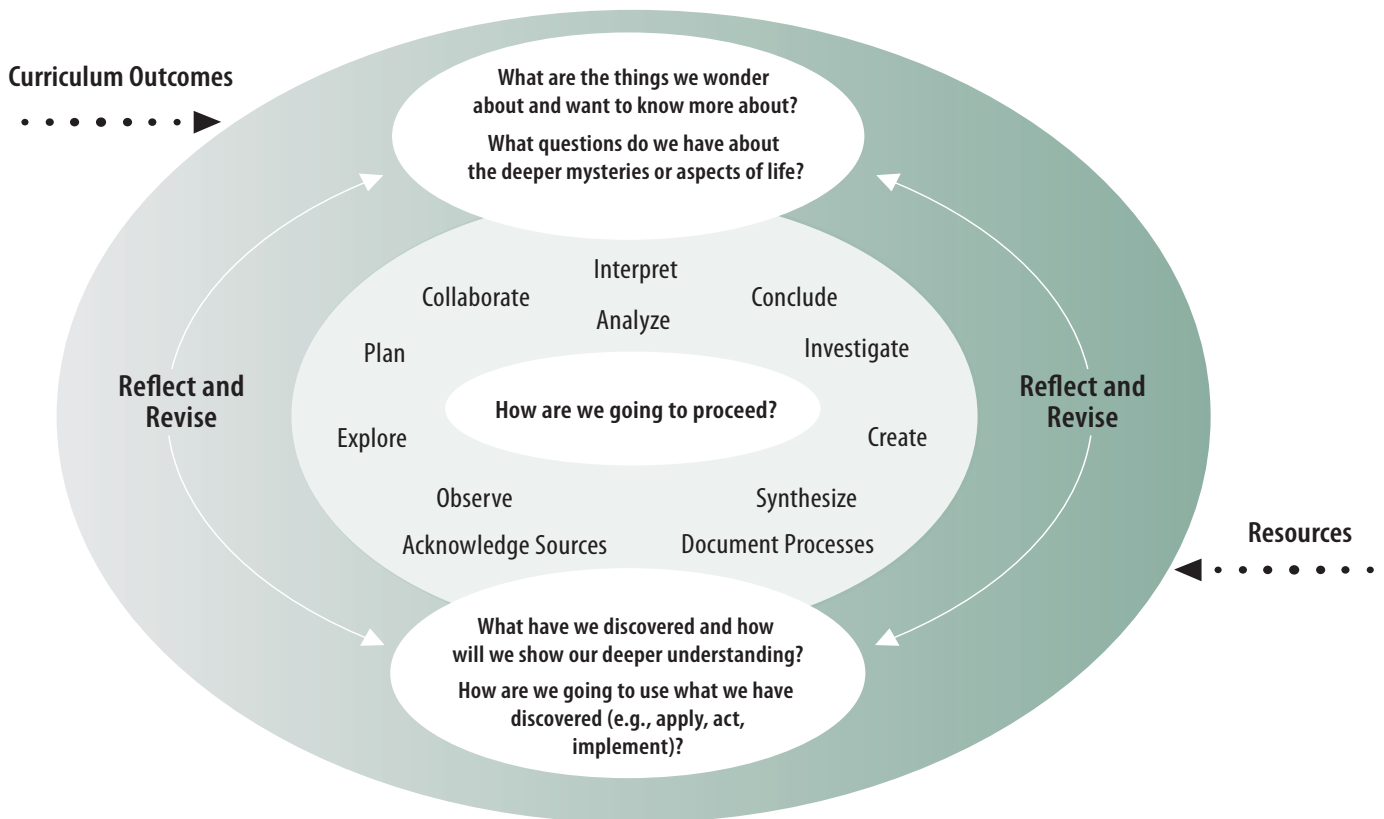 Curriculum Outcomes
What are the things we wonder
about and want to know more about?
What questions do we have about
the deeper mysteries or aspects of life?
Interpret
Collaborate
Conclude
Analyze
Plan
Investigate
Reflect and
Revise
How are we going to proceed?
Reflect and
Revise
Explore
Create
Observe
Synthesize
Acknowledge Sources
Document Processes
Resources
What have we discovered and how
will we show our deeper understanding?
How are we going to use what we have
discovered (e.g., apply, act,
implement)?